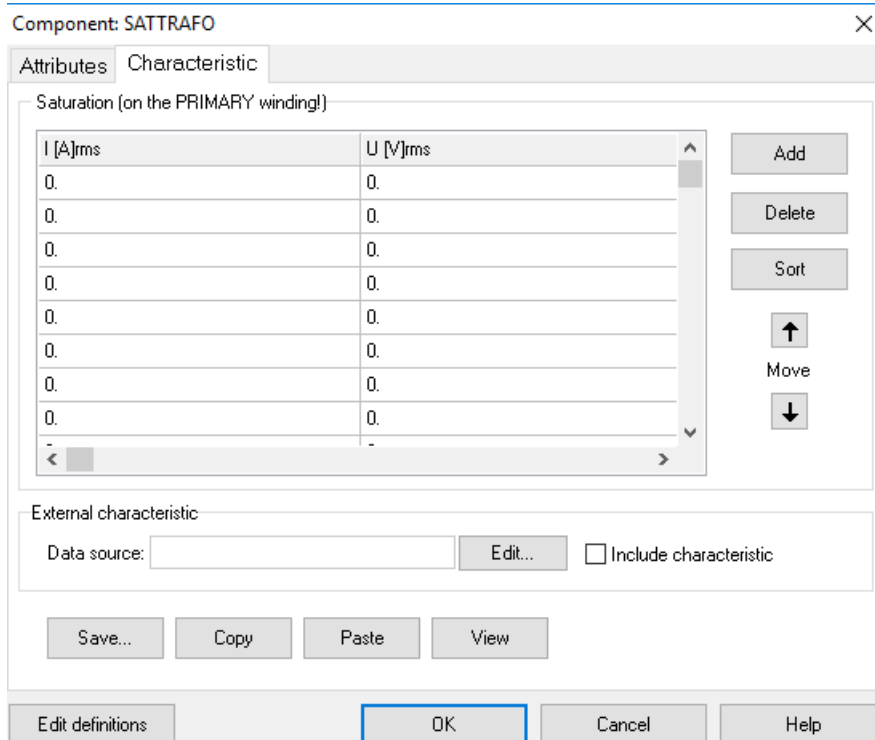 Component: SATTRAFO
Attributes Characteristic
Saturation (on the PRIMARY winding!)
I [A]rms U [V]rms
0. 0.
0. 0.
0. 0.
0. 0.
0. 0.
0. 0.
0. 0.
0. 0.
Add
Delete
Sort
Move
External characteristic
Data source: Edit... Include characteristic
Save... Copy Paste View
Edit definitions OK Cancel Help